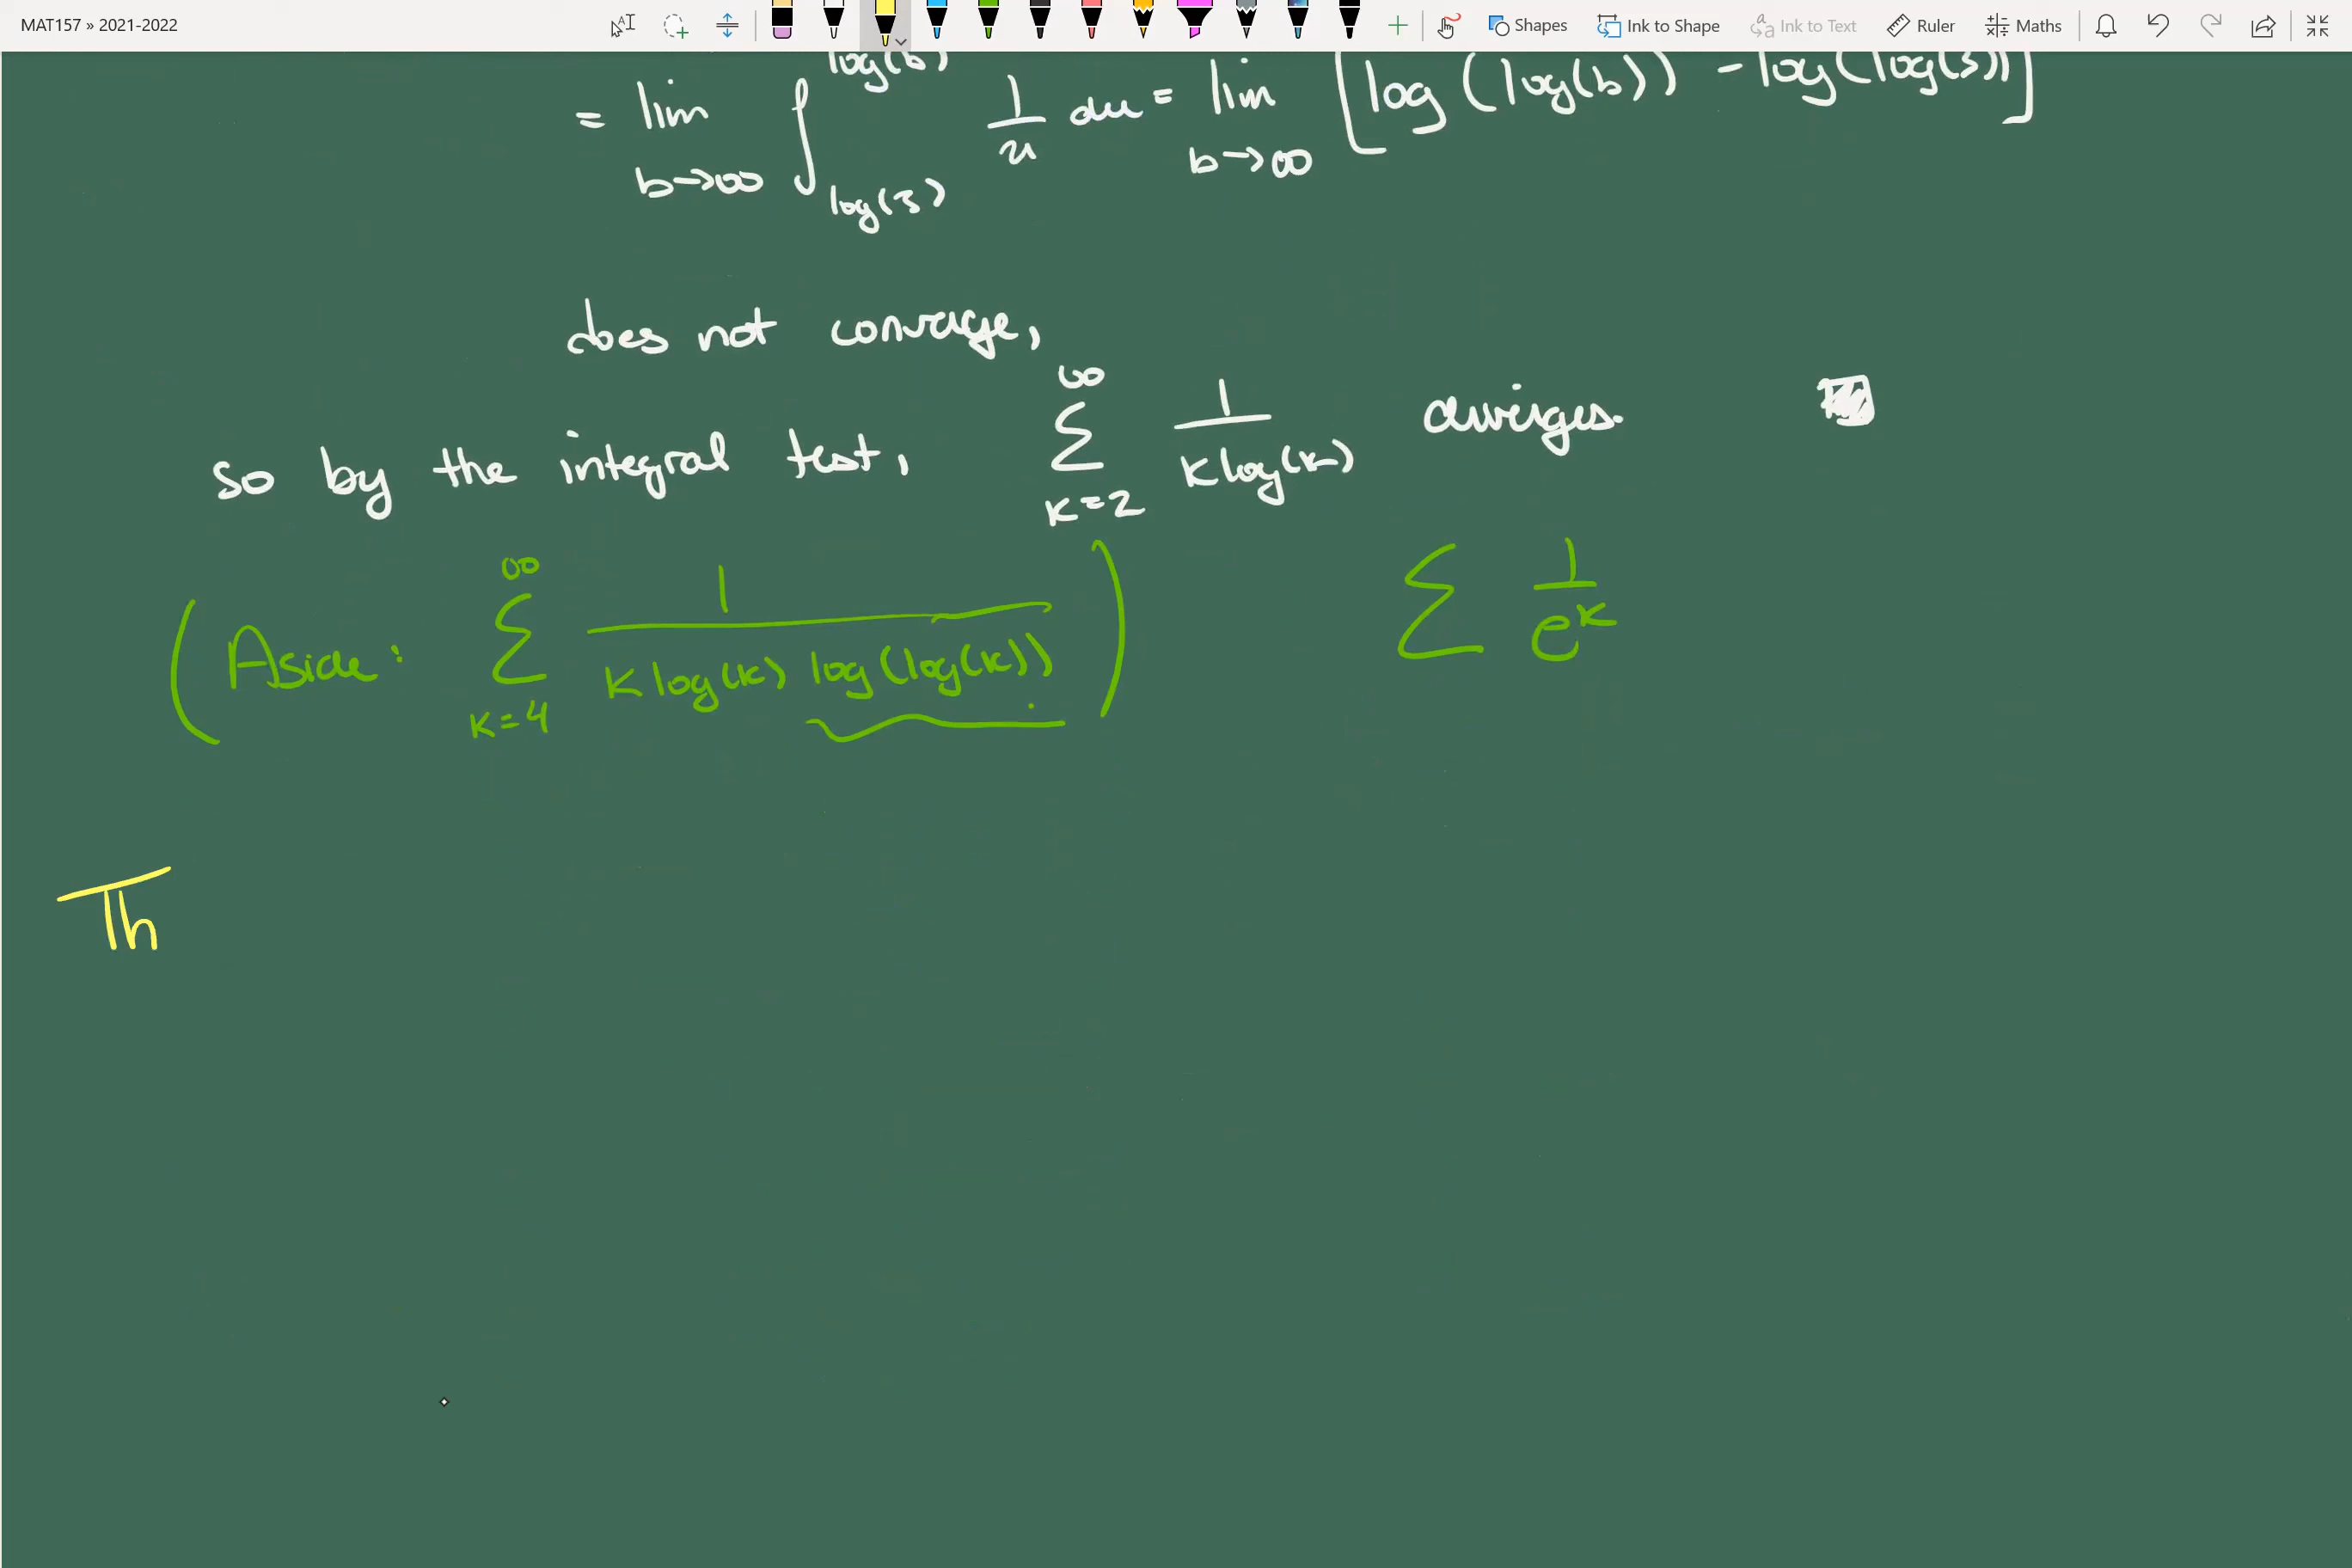 MAT157 » 2021-2022 Shapes Ink to Shape Ink to Text Ruler Maths
= lim_{b→∞} ∫_{log(3)}^{log(b)} 1/u du = lim_{b→∞} [log(log(b)) - log(log(3))]
does not converge,
so by the integral test, ∑_{k=2}^{∞} 1/(k log(k)) diverges.
(Aside: ∑_{k=4}^{∞} 1/(k log(k) log(log(k)))) ∑ 1/e^k
Th